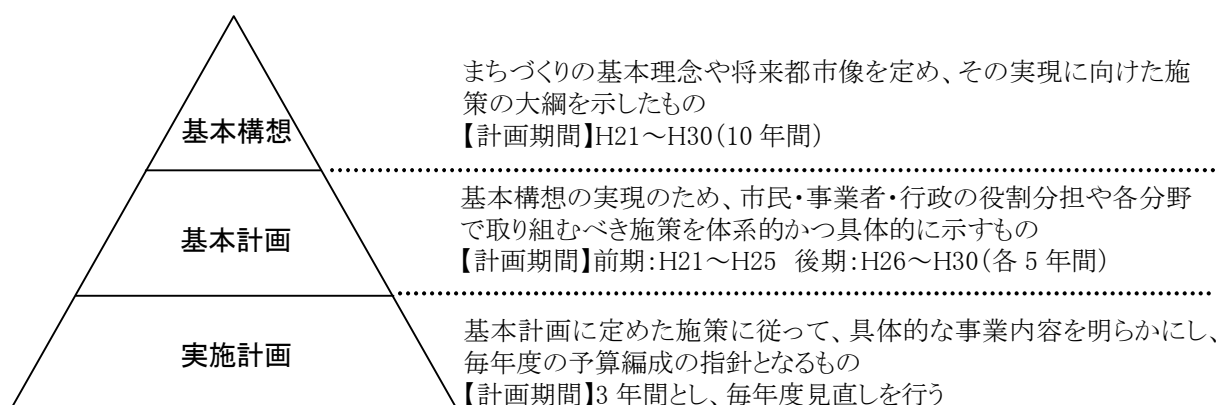 基本構想
まちづくりの基本理念や将来都市像を定め、その実現に向けた施
策の大綱を示したもの
【計画期間】H21～H30(10 年間)
基本計画
基本構想の実現のため、市民・事業者・行政の役割分担や各分野
で取り組むべき施策を体系的かつ具体的に示すもの
【計画期間】前期:H21～H25 後期:H26～H30(各 5 年間)
実施計画
基本計画に定めた施策に従って、具体的な事業内容を明らかにし、
毎年度の予算編成の指針となるもの
【計画期間】3 年間とし、毎年度見直しを行う